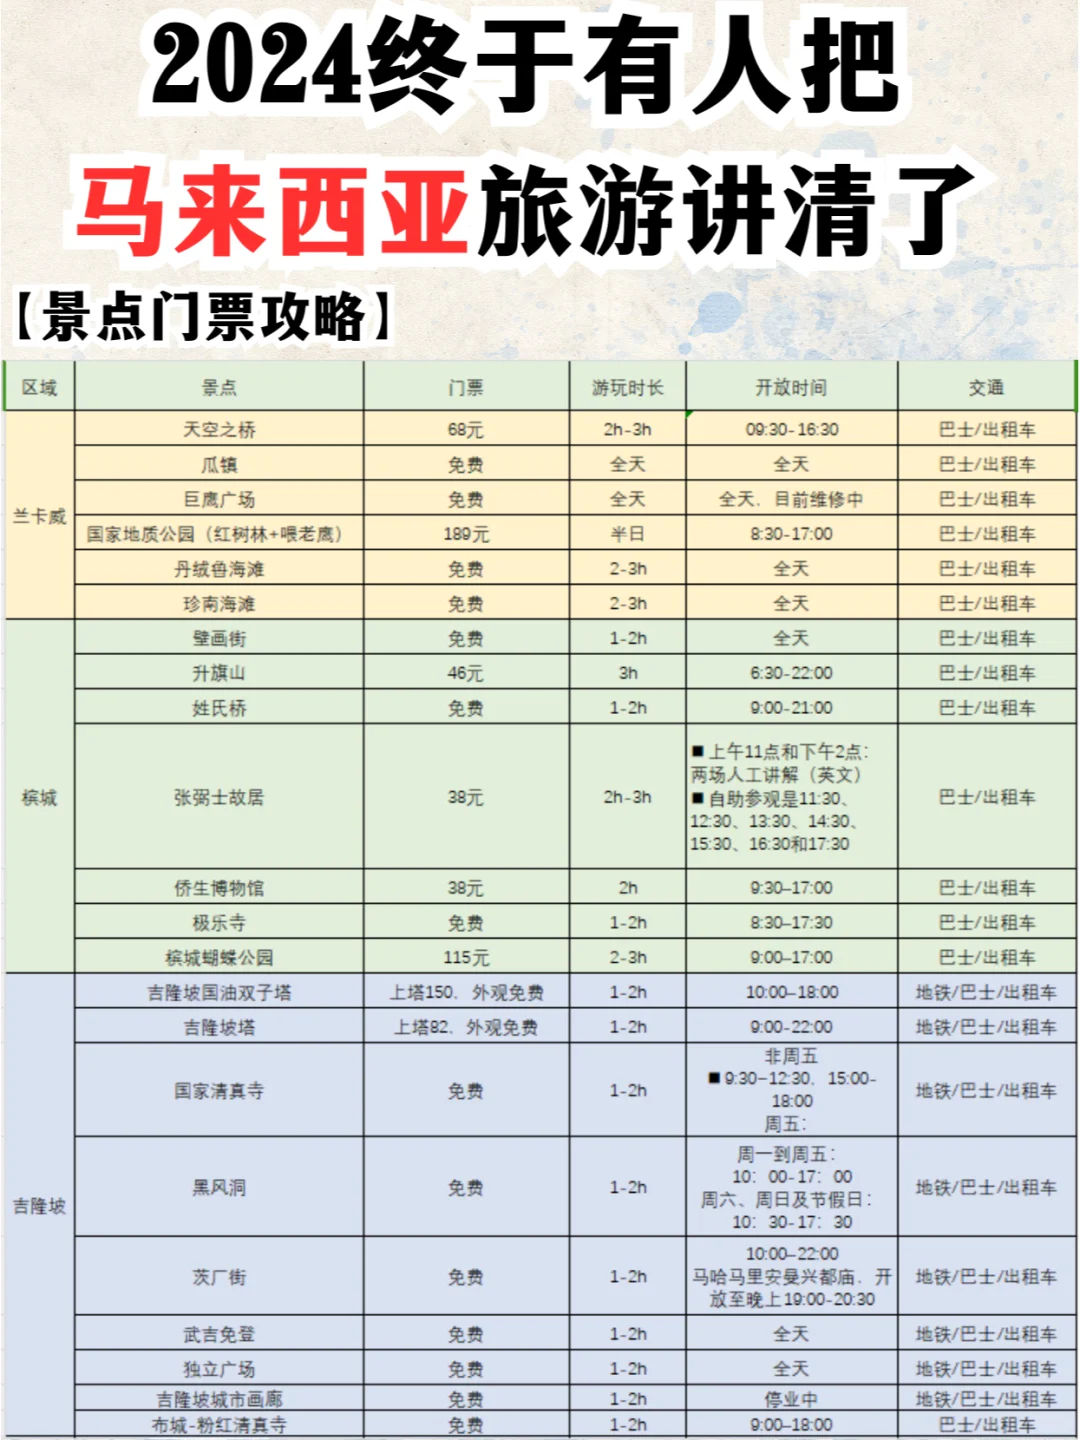 2024终于有人把
马来西亚旅游讲清了
【景点门票攻略】
区域 景点 门票 游玩时长 开放时间 交通
兰卡威
天空之桥 68元 2h-3h 09:30-16:30 巴士/出租车
瓜镇 免费 全天 全天 巴士/出租车
巨鹰广场 免费 全天 全天，目前维修中 巴士/出租车
国家地质公园（红树林+喂老鹰） 189元 半日 8:30-17:00 巴士/出租车
丹绒鲁海滩 免费 2-3h 全天 巴士/出租车
珍南海滩 免费 2-3h 全天 巴士/出租车
槟城
壁画街 免费 1-2h 全天 巴士/出租车
升旗山 46元 3h 6:30-22:00 巴士/出租车
姓氏桥 免费 1-2h 9:00-21:00 巴士/出租车
张弼士故居 38元 2h-3h
■ 上午11点和下午2点：
两场人工讲解（英文）
■ 自助参观是11:30、
12:30、13:30、14:30、
15:30、16:30和17:30
巴士/出租车
侨生博物馆 38元 2h 9:30–17:00 巴士/出租车
极乐寺 免费 1-2h 8:30–17:30 巴士/出租车
槟城蝴蝶公园 115元 2-3h 9:00–17:00 巴士/出租车
吉隆坡
吉隆坡国油双子塔 上塔150，外观免费 1-2h 10:00–18:00 地铁/巴士/出租车
吉隆坡塔 上塔82，外观免费 1-2h 9:00-22:00 地铁/巴士/出租车
国家清真寺 免费 1-2h
非周五
■ 9:30–12:30，15:00-
18:00
周五：
地铁/巴士/出租车
黑风洞 免费 1-2h
周一到周五：
10：00-17：00
周六、周日及节假日：
10：30-17：30
地铁/巴士/出租车
茨厂街 免费 1-2h
10:00–22:00
马哈马里安曼兴都庙，开
放至晚上19:00-20:30
地铁/巴士/出租车
武吉免登 免费 1-2h 全天 地铁/巴士/出租车
独立广场 免费 1-2h 全天 地铁/巴士/出租车
吉隆坡城市画廊 免费 1-2h 停业中 地铁/巴士/出租车
布城-粉红清真寺 免费 1-2h 9:00–18:00 巴士/出租车